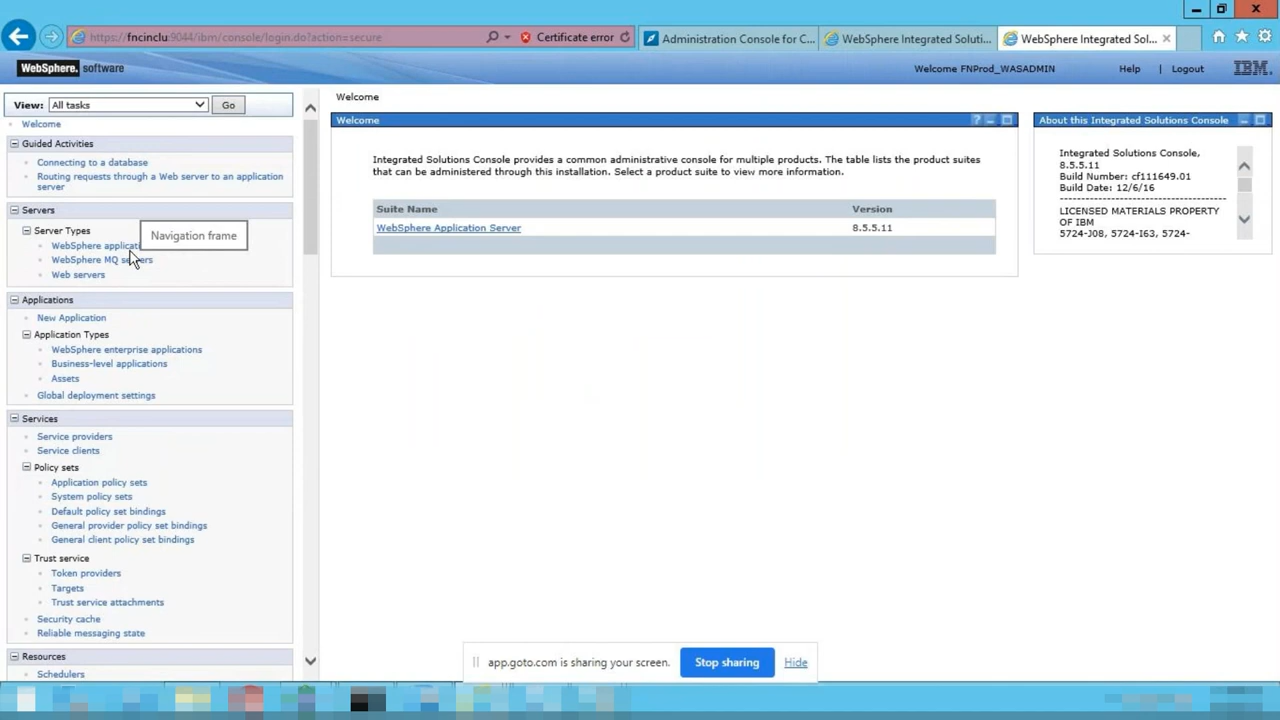 https://fncinclu:9044/ibm/console/login.do?action=secure
Certificate error
Administration Console for C...
WebSphere Integrated Soluti...
WebSphere Integrated Sol...
WebSphere. software
Welcome FNProd_WASADMIN
Help
Logout
IBM
View:
All tasks
Go
Welcome
Guided Activities
Connecting to a database
Routing requests through a Web server to an application
server
Servers
Server Types
WebSphere applicati
Navigation frame
WebSphere MQ servers
Web servers
Applications
New Application
Application Types
WebSphere enterprise applications
Business-level applications
Assets
Global deployment settings
Services
Service providers
Service clients
Policy sets
Application policy sets
System policy sets
Default policy set bindings
General provider policy set bindings
General client policy set bindings
Trust service
Token providers
Targets
Trust service attachments
Security cache
Reliable messaging state
Resources
Schedulers
Welcome
Welcome
Integrated Solutions Console provides a common administrative console for multiple products. The table lists the product suites
that can be administered through this installation. Select a product suite to view more information.
Suite Name
Version
WebSphere Application Server
8.5.5.11
About this Integrated Solutions Console
Integrated Solutions Console,
8.5.5.11
Build Number: cf111649.01
Build Date: 12/6/16
--------------------------------
LICENSED MATERIALS PROPERTY
OF IBM
5724-J08, 5724-I63, 5724-
app.goto.com is sharing your screen.
Stop sharing
Hide